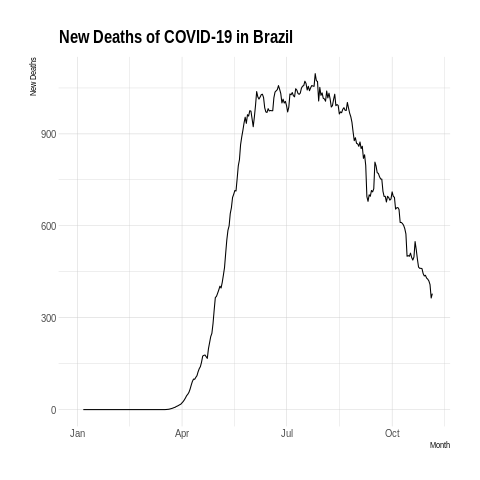 New Deaths of COVID-19 in Brazil
New Deaths
900
600
300
0
Jan Apr Jul Oct
Month